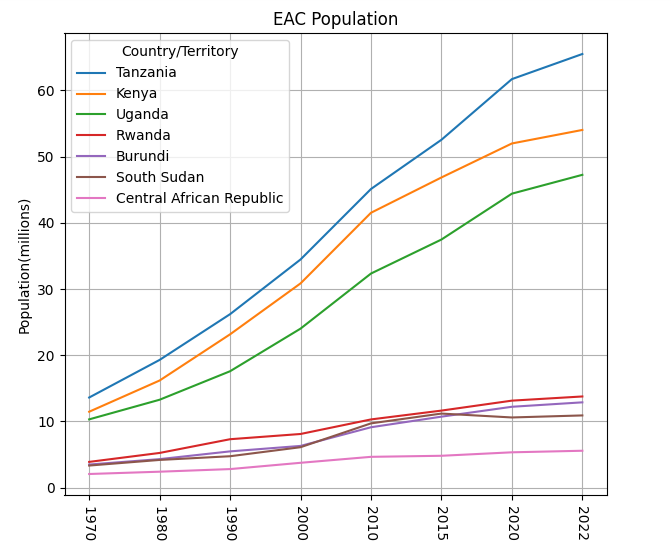 EAC Population
Country/Territory
Tanzania
Kenya
Uganda
Rwanda
Burundi
South Sudan
Central African Republic
Population(millions)
60
50
40
30
20
10
0
1970
1980
1990
2000
2010
2015
2020
2022